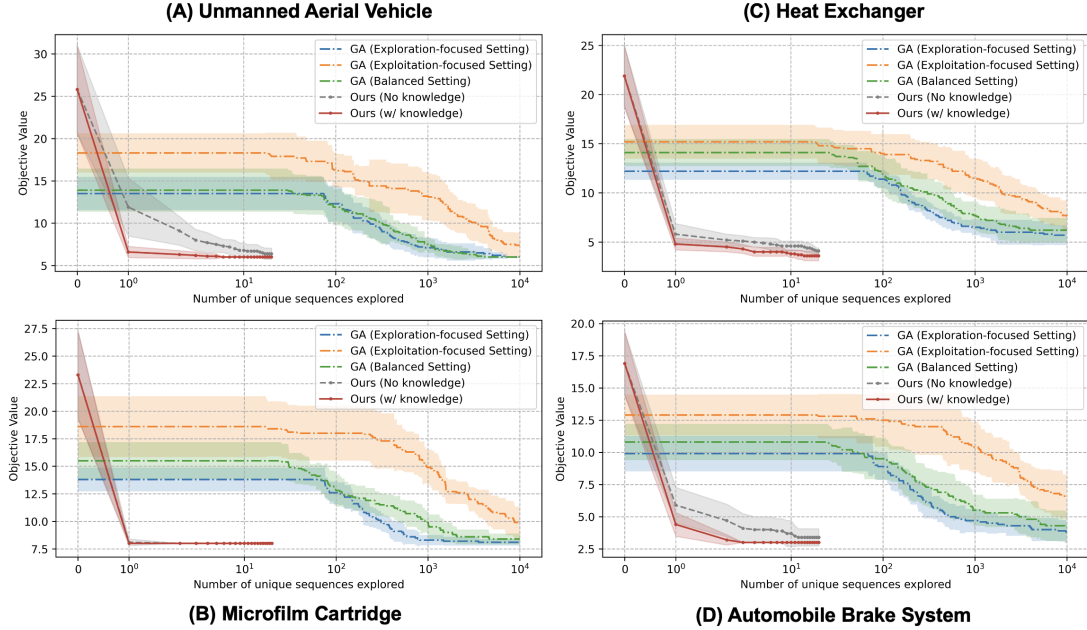 (A) Unmanned Aerial Vehicle
Objective Value
30
25
20
15
10
5
GA (Exploration-focused Setting)
GA (Exploitation-focused Setting)
GA (Balanced Setting)
Ours (No knowledge)
Ours (w/ knowledge)
0 10⁰ 10¹ 10² 10³ 10⁴
Number of unique sequences explored
(C) Heat Exchanger
Objective Value
25
20
15
10
5
GA (Exploration-focused Setting)
GA (Exploitation-focused Setting)
GA (Balanced Setting)
Ours (No knowledge)
Ours (w/ knowledge)
0 10⁰ 10¹ 10² 10³ 10⁴
Number of unique sequences explored
Objective Value
27.5
25.0
22.5
20.0
17.5
15.0
12.5
10.0
7.5
GA (Exploration-focused Setting)
GA (Exploitation-focused Setting)
GA (Balanced Setting)
Ours (No knowledge)
Ours (w/ knowledge)
0 10⁰ 10¹ 10² 10³ 10⁴
Number of unique sequences explored
(B) Microfilm Cartridge
Objective Value
20.0
17.5
15.0
12.5
10.0
7.5
5.0
2.5
GA (Exploration-focused Setting)
GA (Exploitation-focused Setting)
GA (Balanced Setting)
Ours (No knowledge)
Ours (w/ knowledge)
0 10⁰ 10¹ 10² 10³ 10⁴
Number of unique sequences explored
(D) Automobile Brake System